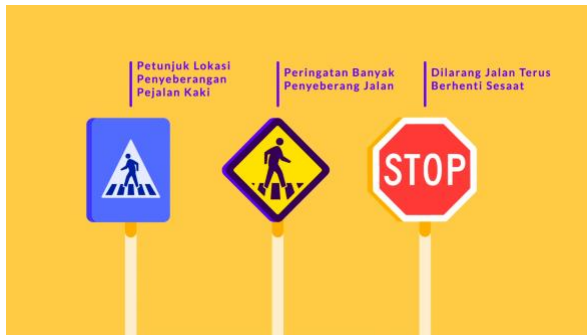 Petunjuk Lokasi
Penyeberangan
Pejalan Kaki
Peringatan Banyak
Penyeberang Jalan
Dilarang Jalan Terus
Berhenti Sesaat
STOP